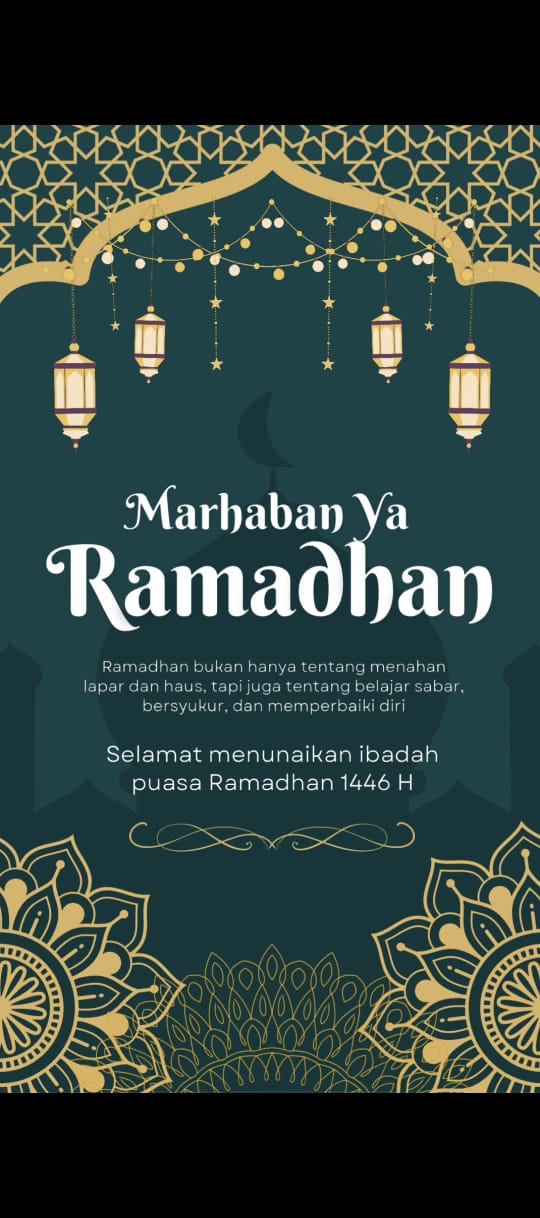 Marhaban Ya
Ramadhan
Ramadhan bukan hanya tentang menahan
lapar dan haus, tapi juga tentang belajar sabar,
bersyukur, dan memperbaiki diri
Selamat menunaikan ibadah
puasa Ramadhan 1446 H